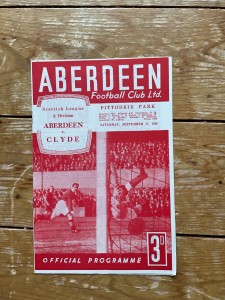 ABERDEEN
Football Club Ltd.
Scottish League
A Division
ABERDEEN
v.
CLYDE
PITTODRIE PARK
SATURDAY, SEPTEMBER
3D
OFFICIAL PROGRAMME